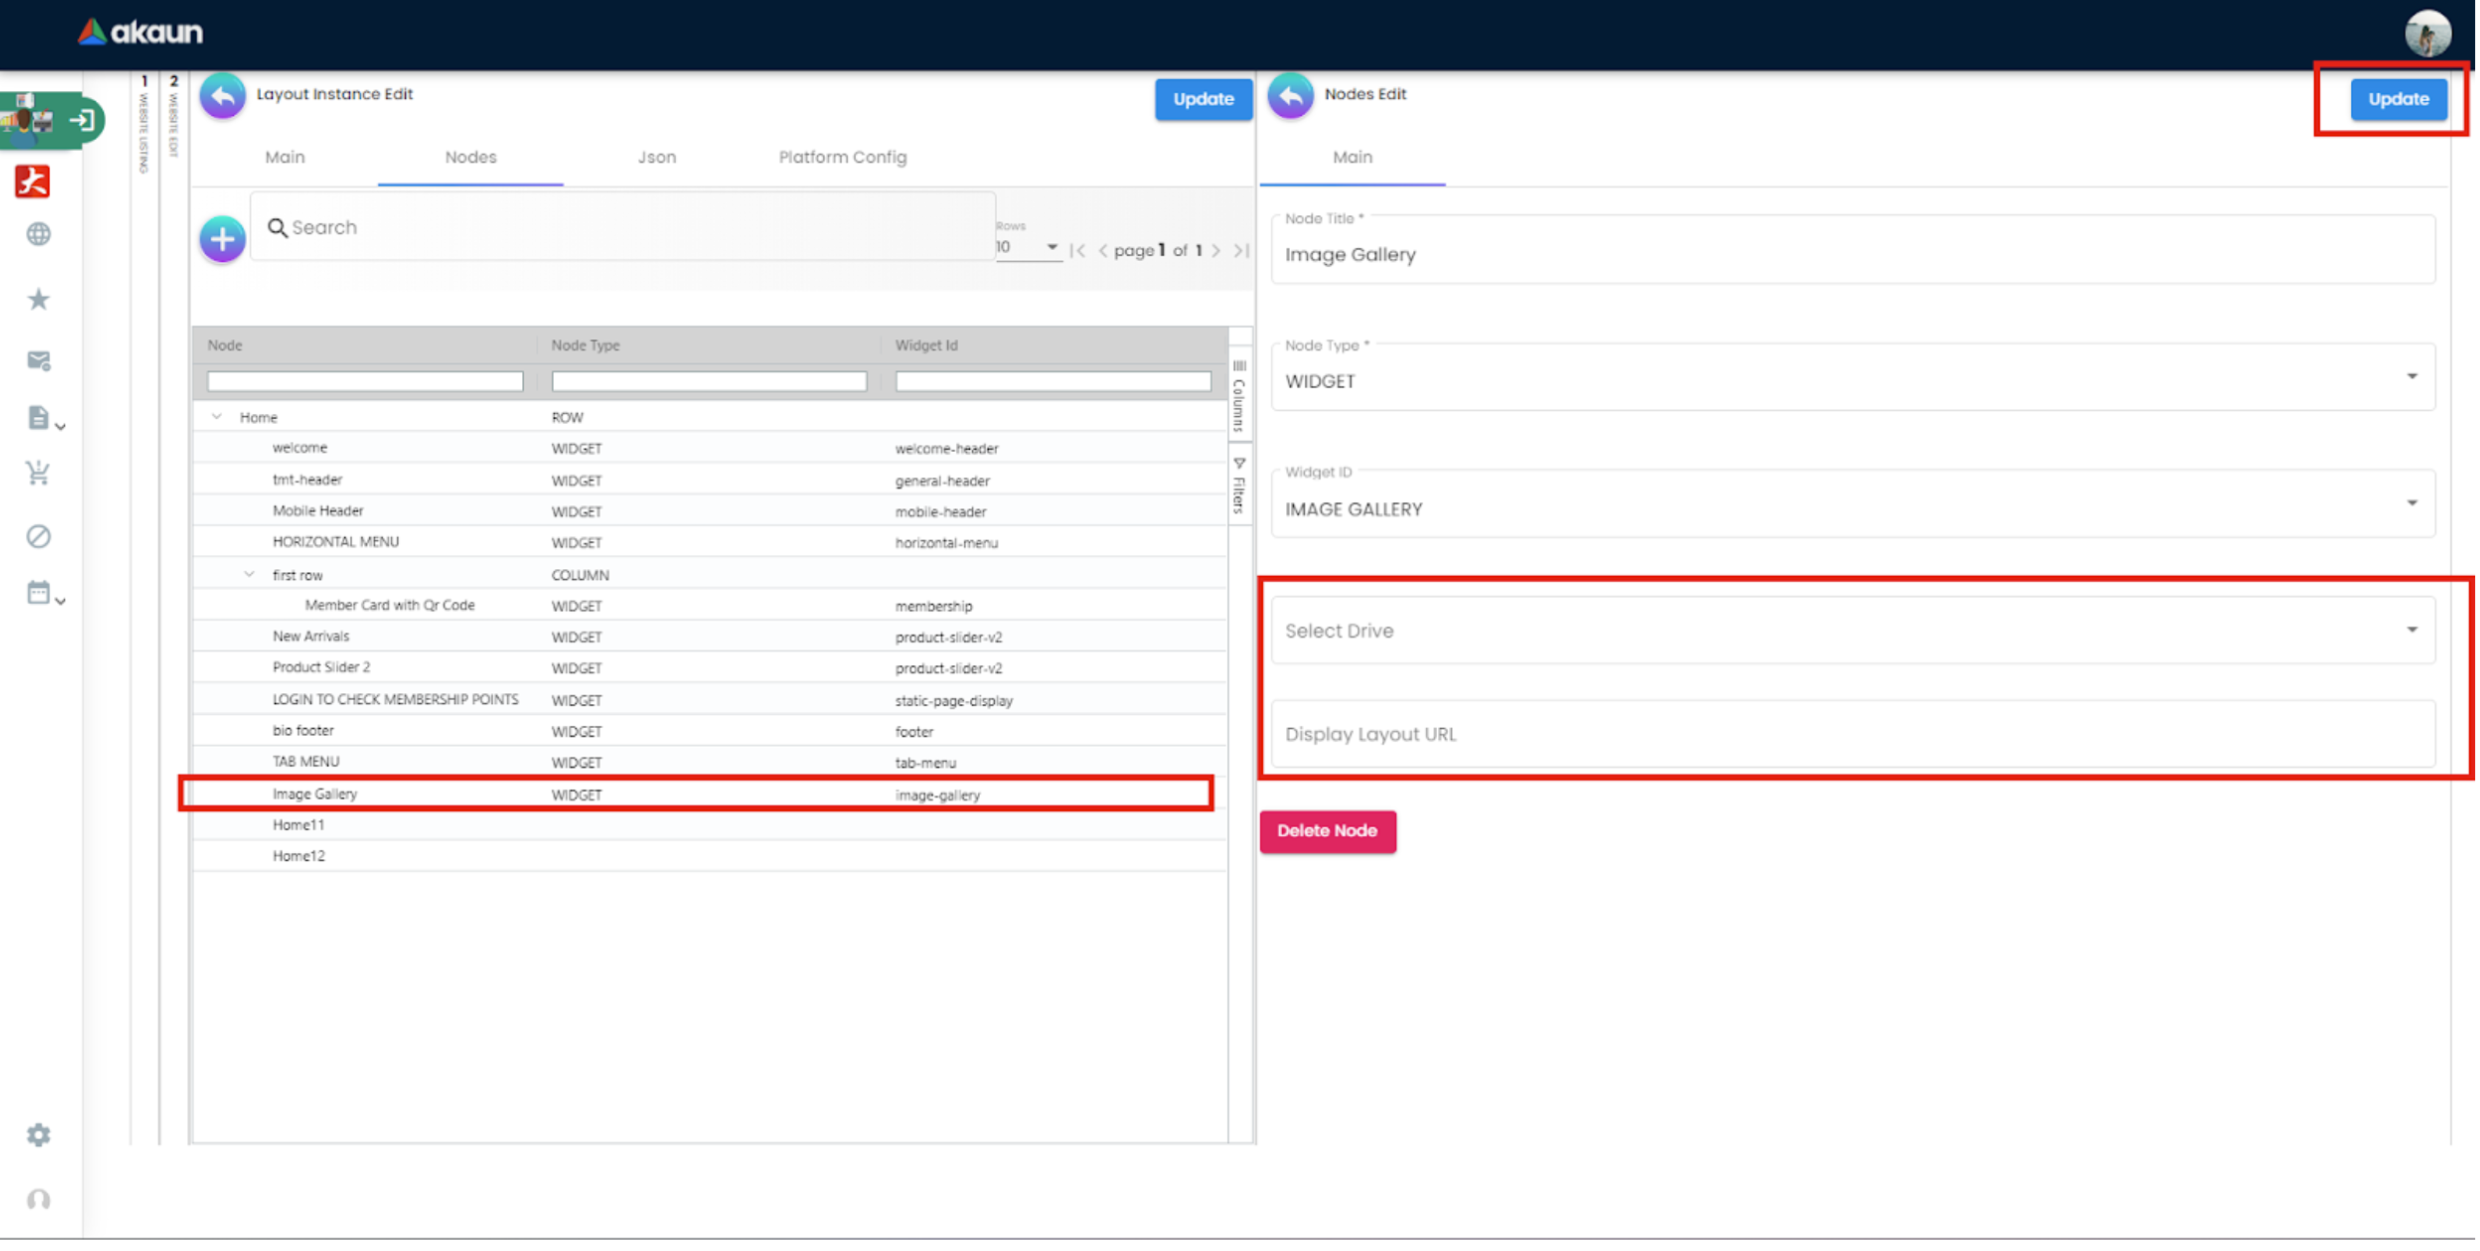 akaun
1
WEBSITE LISTING
2
WEBSITE EDIT
Layout Instance Edit
Update
Main
Nodes
Json
Platform Config
Search
Rows
10
page 1 of 1
Node
Node Type
Widget Id
Home ROW
welcome WIDGET welcome-header
tmt-header WIDGET general-header
Mobile Header WIDGET mobile-header
HORIZONTAL MENU WIDGET horizontal-menu
first row COLUMN
Member Card with Qr Code WIDGET membership
New Arrivals WIDGET product-slider-v2
Product Slider 2 WIDGET product-slider-v2
LOGIN TO CHECK MEMBERSHIP POINTS WIDGET static-page-display
bio footer WIDGET footer
TAB MENU WIDGET tab-menu
Image Gallery WIDGET image-gallery
Home11
Home12
Columns
Filters
Nodes Edit
Update
Main
Node Title *
Image Gallery
Node Type *
WIDGET
Widget ID
IMAGE GALLERY
Select Drive
Display Layout URL
Delete Node